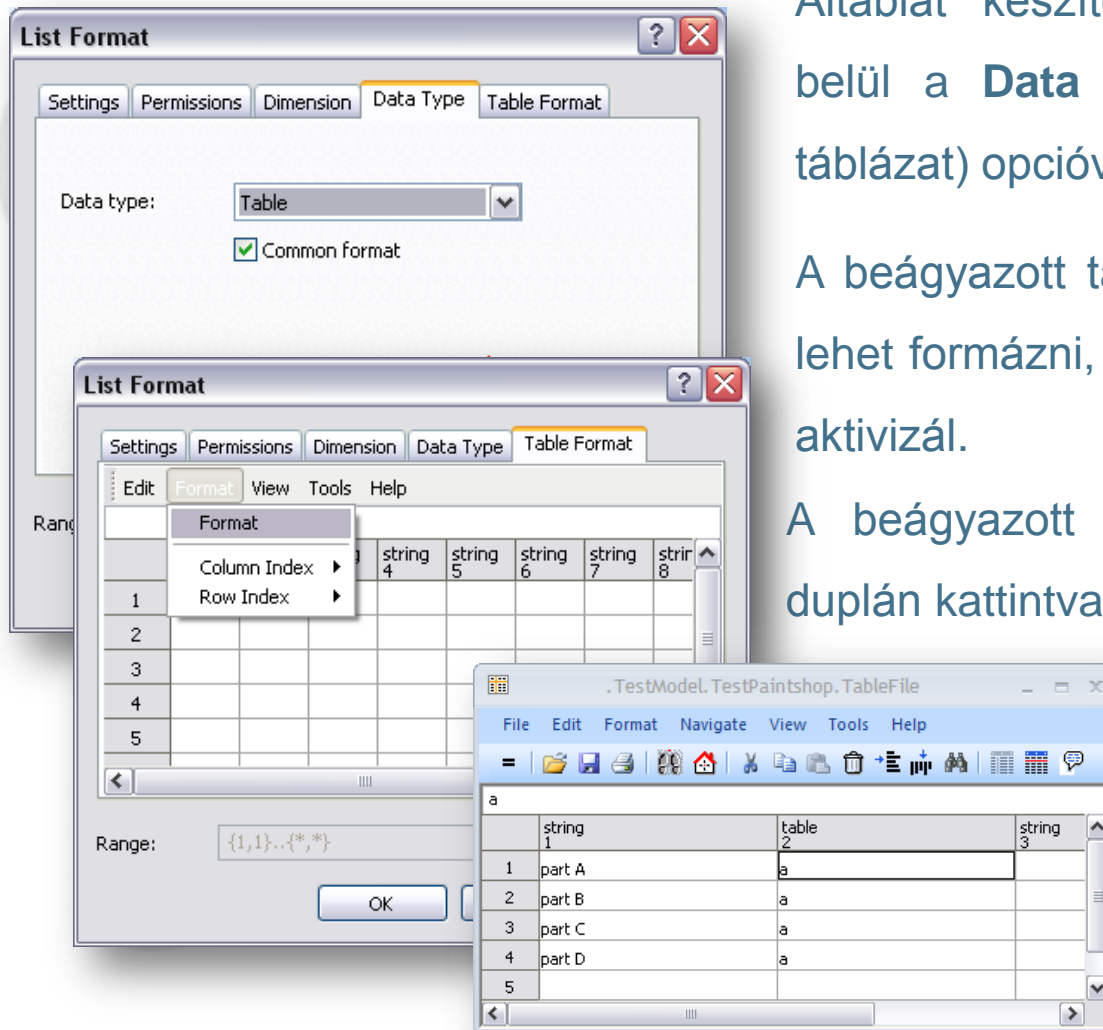 List Format
Settings Permissions Dimension Data Type Table Format
Data type: Table
Common format
List Format
Settings Permissions Dimension Data Type Table Format
Edit Format View Tools Help
Format
Column Index
Row Index
string 4 string 5 string 6 string 7 8
1
2
3
4
5
Range: {1,1}..{*,*}
OK
belül a Data
táblázat)
A beágyazott
lehet formázni,
aktivizál.
A beágyazott
duplán kattintva
.TestModel.TestPaintshop.TableFile
File Edit Format Navigate View Tools Help
=
a
string 1 table 2 string 3
1 part A a
2 part B a
3 part C a
4 part D a
5